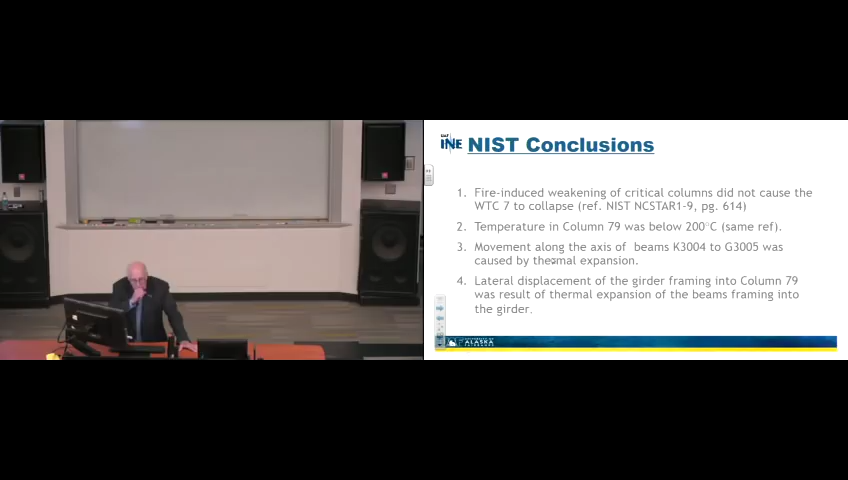 UAF
INE NIST Conclusions
1. Fire-induced weakening of critical columns did not cause the
WTC 7 to collapse (ref. NIST NCSTAR1-9, pg. 614)
2. Temperature in Column 79 was below 200°C (same ref).
3. Movement along the axis of beams K3004 to G3005 was
caused by thermal expansion.
4. Lateral displacement of the girder framing into Column 79
was result of thermal expansion of the beams framing into
the girder.
ALASKA
FAIRBANKS